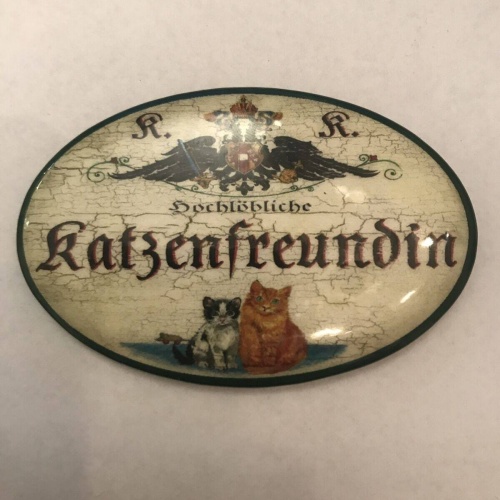 K. K.
Hochlöbliche
Katzenfreundin